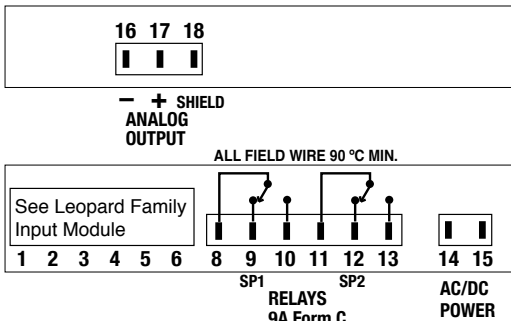 16 17 18
− + SHIELD
ANALOG
OUTPUT
ALL FIELD WIRE 90 ºC MIN.
See Leopard Family
Input Module
1 2 3 4 5 6 8 9 10 11 12 13 14 15
SP1 SP2
RELAYS
9A Form C
AC/DC
POWER